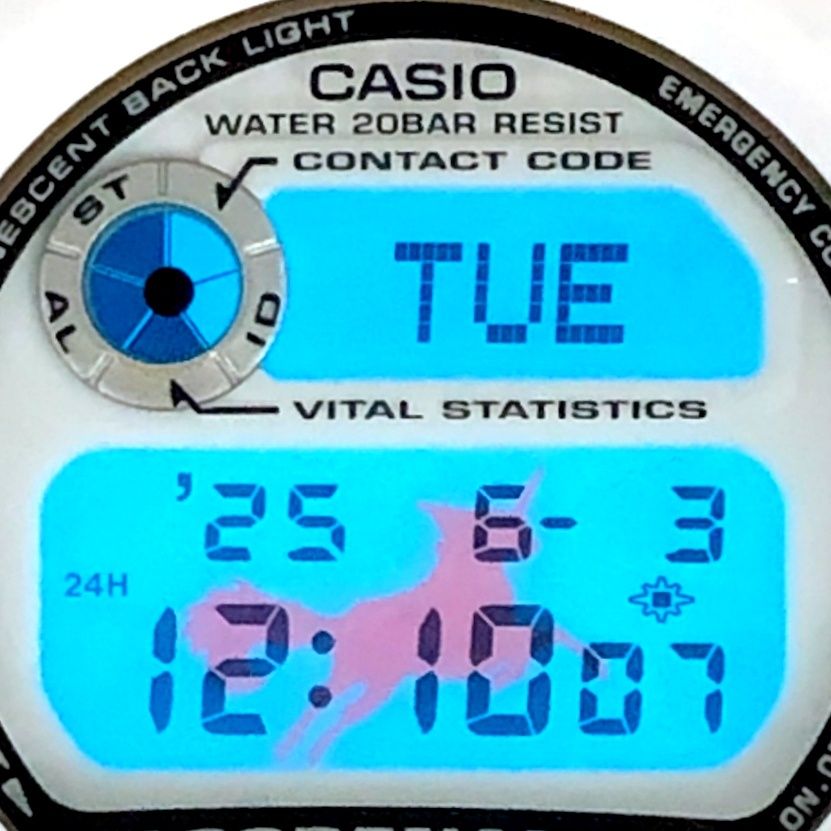 BACK LIGHT
EMERGENCY
CASIO
WATER 20BAR RESIST
CONTACT CODE
ST
AL
ID
TUE
VITAL STATISTICS
'25 6- 3
24H
12:10 07